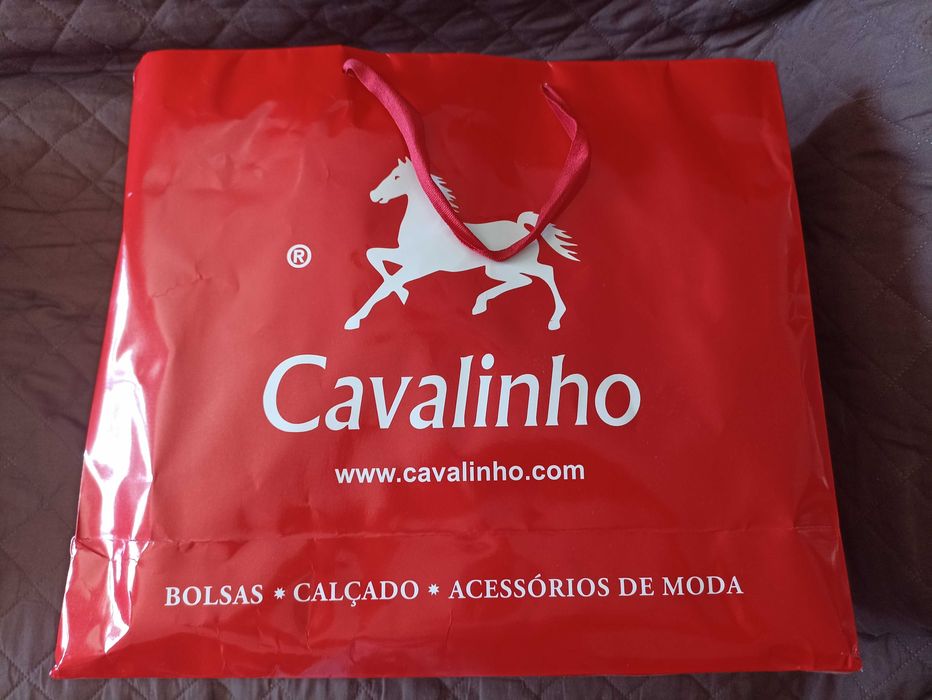 ®
Cavalinho
www.cavalinho.com
BOLSAS * CALÇADO * ACESSÓRIOS DE MODA